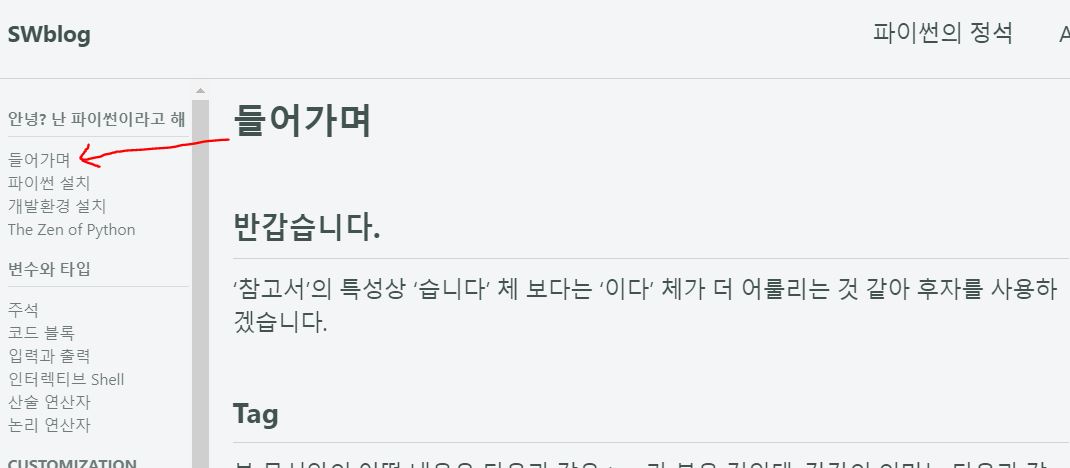 SWblog
파이썬의 정석
안녕? 난 파이썬이라고 해
들어가며
파이썬 설치
개발환경 설치
The Zen of Python
변수와 타입
주석
코드 블록
입력과 출력
인터렉티브 Shell
산술 연산자
논리 연산자
CUSTOMIZATION
들어가며
반갑습니다.
‘참고서’의 특성상 ‘습니다’ 체 보다는 ‘이다’ 체가 더 어룰리는 것 같아 후자를 사용하
겠습니다.
Tag